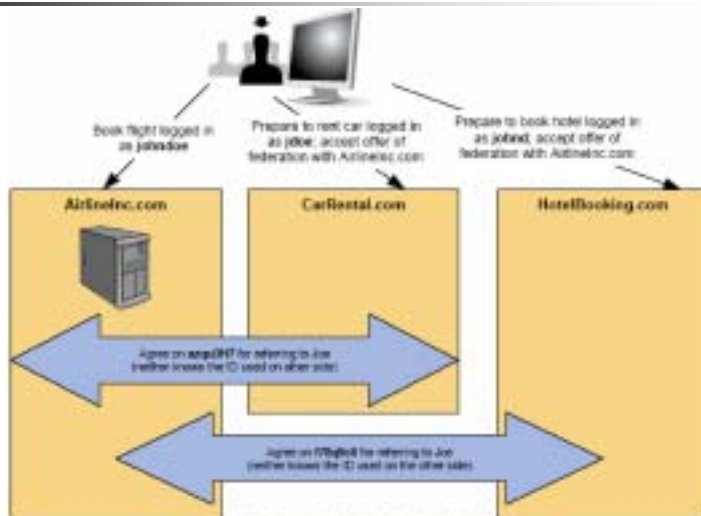 Book flight logged in
as johndoe
Prepare to rent car logged in
as jdoe; accept offer of
federation with AirlineInc.com
Prepare to book hotel logged in
as johnd; accept offer of
federation with AirlineInc.com
AirlineInc.com
CarRental.com
HotelBooking.com
Agree on for referring to Joe
(neither knows the ID used on other side)
Agree on for referring to Joe
(neither knows the ID used on the other side)